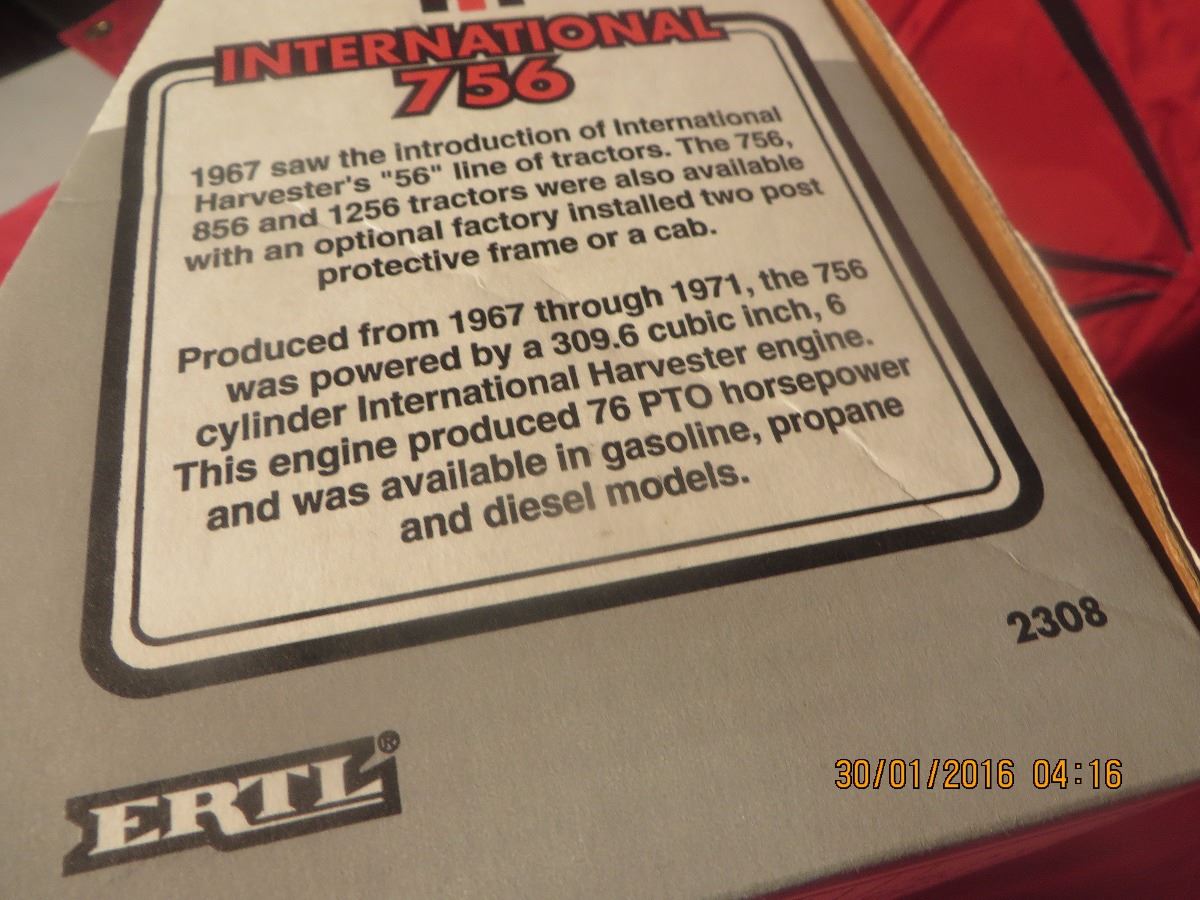 INTERNATIONAL
756
1967 saw the introduction of International
Harvester's "56" line of tractors. The 756,
856 and 1256 tractors were also available
with an optional factory installed two post
protective frame or a cab.
Produced from 1967 through 1971, the 756
was powered by a 309.6 cubic inch, 6
cylinder International Harvester engine.
This engine produced 76 PTO horsepower
and was available in gasoline, propane
and diesel models.
2308
ERTL®
30/01/2016 04:16